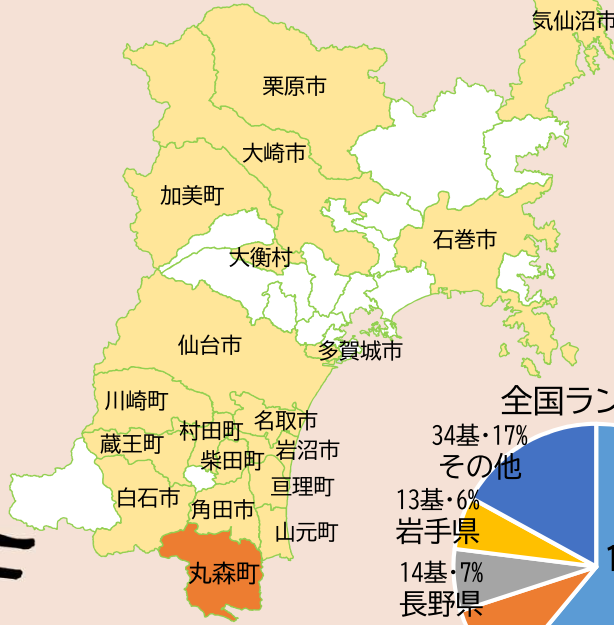 気仙沼市
栗原市
大崎市
加美町
石巻市
大衡村
仙台市
多賀城市
川崎町
名取市
村田町
蔵王町
岩沼市
柴田町
亘理町
白石市
角田市
山元町
丸森町
全国ラン
34基・17%
その他
13基・6%
岩手県
14基・7%
長野県